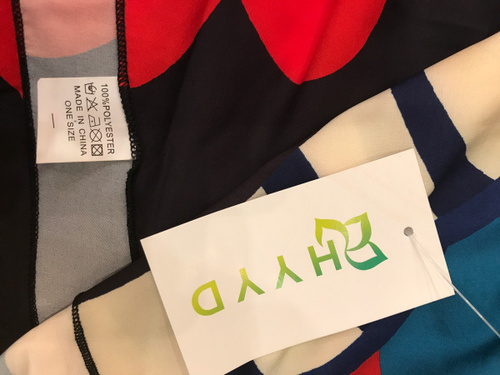 100%POLYESTER
MADE IN CHINA
ONE SIZE
HYYD